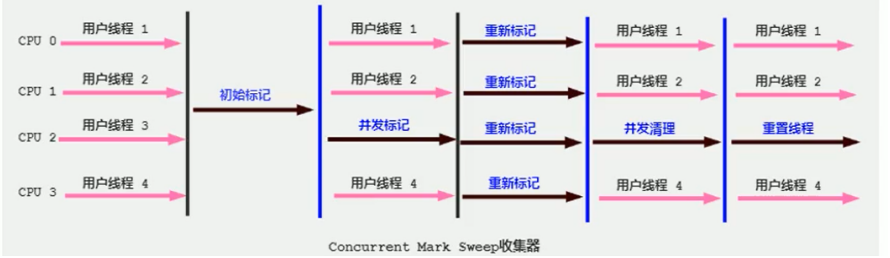 CPU 0 用户线程 1 用户线程 1 重新标记 用户线程 1 用户线程 1
CPU 1 用户线程 2 初始标记 用户线程 2 重新标记 用户线程 2 用户线程 2
CPU 2 用户线程 3 并发标记 重新标记 并发清理 重置线程
CPU 3 用户线程 4 用户线程 4 重新标记 用户线程 4 用户线程 4
Concurrent Mark Sweep收集器